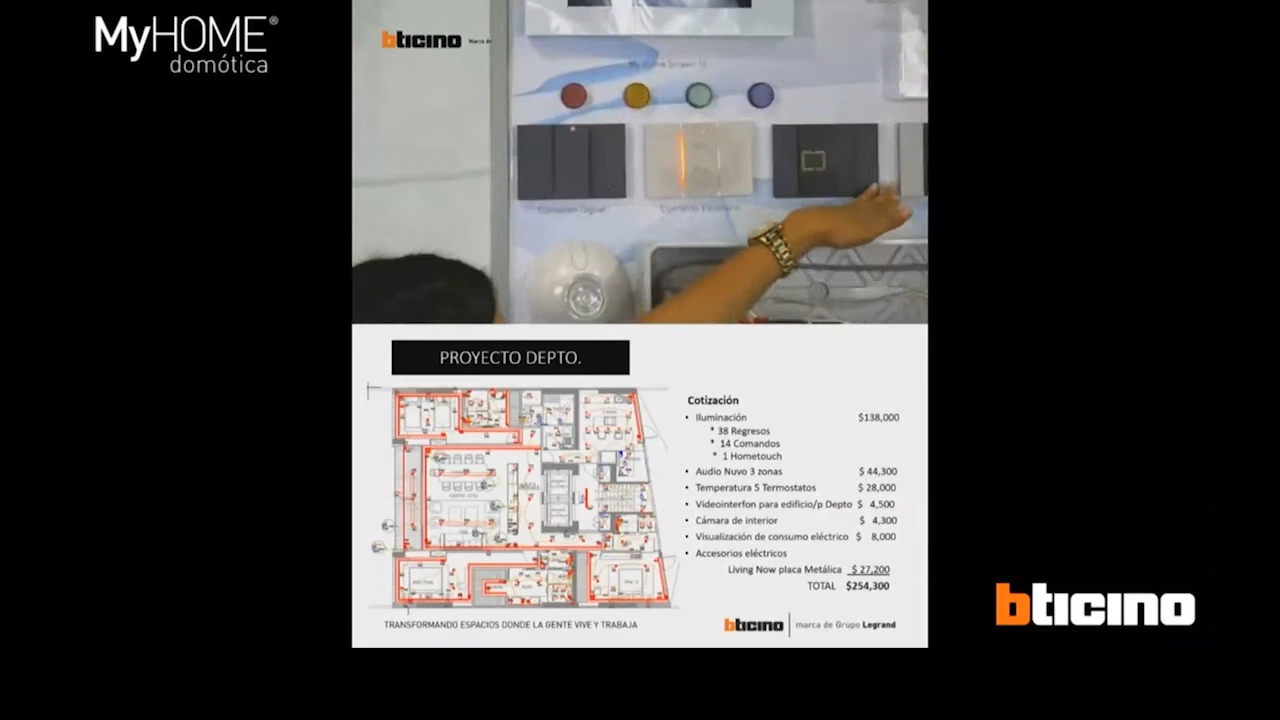 MyHOME®
domótica
bticino
Comando Digital
PROYECTO DEPTO.
Cotización
• Iluminación $138,000
* 38 Regresos
* 14 Comandos
* 1 Hometouch
• Audio Nuvo 3 zonas $ 44,300
• Temperatura 5 Termostatos $ 28,000
• Videointerfon para edificio/p Depto $ 4,500
• Cámara de interior $ 4,300
• Visualización de consumo eléctrico $ 8,000
• Accesorios eléctricos
Living Now placa Metálica $ 27,200
TOTAL $254,300
TRANSFORMANDO ESPACIOS DONDE LA GENTE VIVE Y TRABAJA
bticino marca de Grupo Legrand
bticino